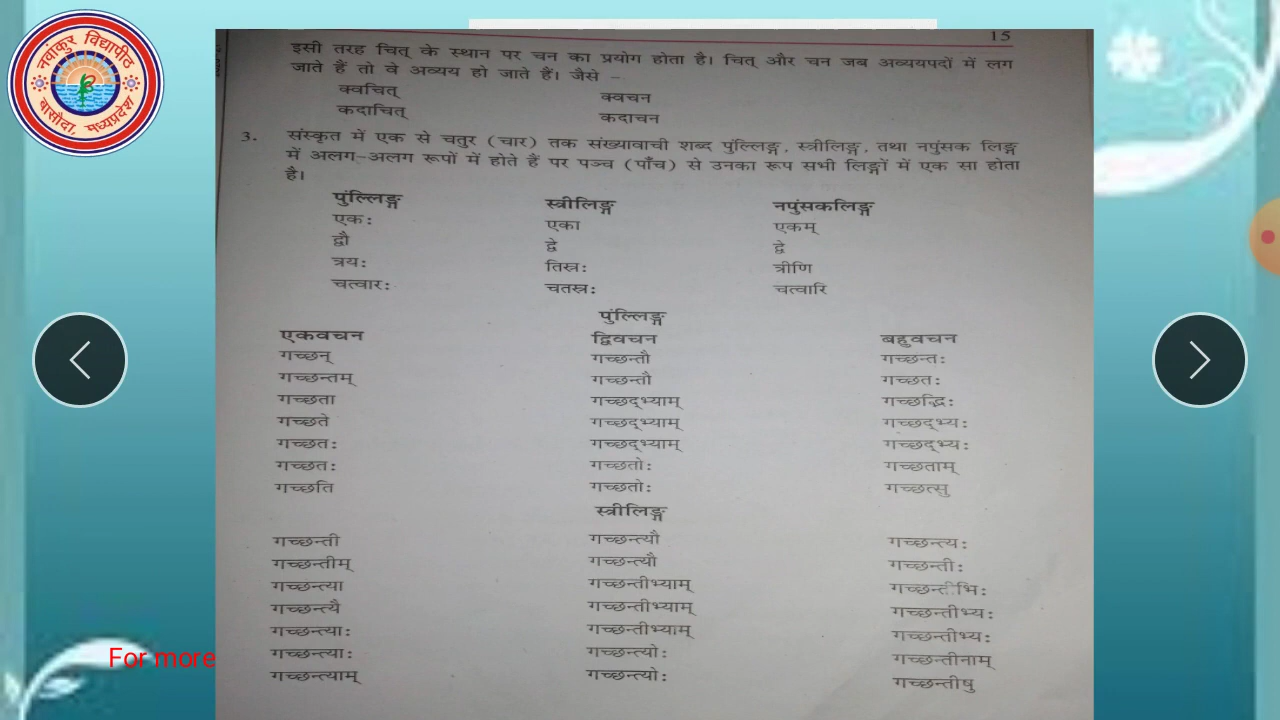 नवांकुर विद्यापीठ
बासौदा, मध्यप्रदेश
15
इसी तरह चित् के स्थान पर चन का प्रयोग होता है। चित् और चन जब अव्ययपदों में लग
जाते हैं तो वे अव्यय हो जाते हैं। जैसे –
क्वचित् क्वचन
कदाचित् कदाचन
3. संस्कृत में एक से चतुर (चार) तक संख्यावाची शब्द पुंल्लिङ्ग, स्त्रीलिङ्ग, तथा नपुंसक लिङ्ग
में अलग-अलग रूपों में होते हैं पर पञ्च (पाँच) से उनका रूप सभी लिङ्गों में एक सा होता
है।
पुंल्लिङ्ग स्त्रीलिङ्ग नपुंसकलिङ्ग
एक: एका एकम्
द्वौ द्वे द्वे
त्रय: तिस्र: त्रीणि
चत्वार: चतस्र: चत्वारि
पुंल्लिङ्ग
एकवचन द्विवचन बहुवचन
गच्छन् गच्छन्तौ गच्छन्त:
गच्छन्तम् गच्छन्तौ गच्छत:
गच्छता गच्छद्भ्याम् गच्छद्भि:
गच्छते गच्छद्भ्याम् गच्छद्भ्य:
गच्छत: गच्छद्भ्याम् गच्छद्भ्य:
गच्छत: गच्छतो: गच्छताम्
गच्छति गच्छतो: गच्छत्सु
स्त्रीलिङ्ग
गच्छन्ती गच्छन्त्यौ गच्छन्त्य:
गच्छन्तीम् गच्छन्त्यौ गच्छन्ती:
गच्छन्त्या गच्छन्तीभ्याम् गच्छन्तीभि:
गच्छन्त्यै गच्छन्तीभ्याम् गच्छन्तीभ्य:
गच्छन्त्या: गच्छन्तीभ्याम् गच्छन्तीभ्य:
गच्छन्त्या: गच्छन्त्यो: गच्छन्तीनाम्
गच्छन्त्याम् गच्छन्त्यो: गच्छन्तीषु
For more